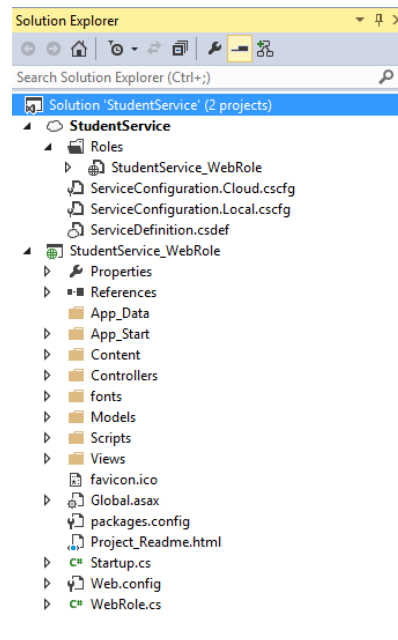 Solution Explorer
Search Solution Explorer (Ctrl+;)
Solution 'StudentService' (2 projects)
StudentService
Roles
StudentService_WebRole
ServiceConfiguration.Cloud.cscfg
ServiceConfiguration.Local.cscfg
ServiceDefinition.csdef
StudentService_WebRole
Properties
References
App_Data
App_Start
Content
Controllers
fonts
Models
Scripts
Views
favicon.ico
Global.asax
packages.config
Project_Readme.html
C# Startup.cs
Web.config
C# WebRole.cs